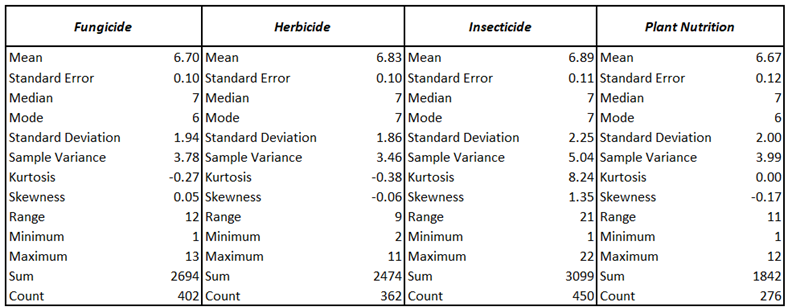 Fungicide Herbicide Insecticide Plant Nutrition
Mean 6.70 Mean 6.83 Mean 6.89 Mean 6.67
Standard Error 0.10 Standard Error 0.10 Standard Error 0.11 Standard Error 0.12
Median 7 Median 7 Median 7 Median 7
Mode 6 Mode 7 Mode 7 Mode 6
Standard Deviation 1.94 Standard Deviation 1.86 Standard Deviation 2.25 Standard Deviation 2.00
Sample Variance 3.78 Sample Variance 3.46 Sample Variance 5.04 Sample Variance 3.99
Kurtosis -0.27 Kurtosis -0.38 Kurtosis 8.24 Kurtosis 0.00
Skewness 0.05 Skewness -0.06 Skewness 1.35 Skewness -0.17
Range 12 Range 9 Range 21 Range 11
Minimum 1 Minimum 2 Minimum 1 Minimum 1
Maximum 13 Maximum 11 Maximum 22 Maximum 12
Sum 2694 Sum 2474 Sum 3099 Sum 1842
Count 402 Count 362 Count 450 Count 276